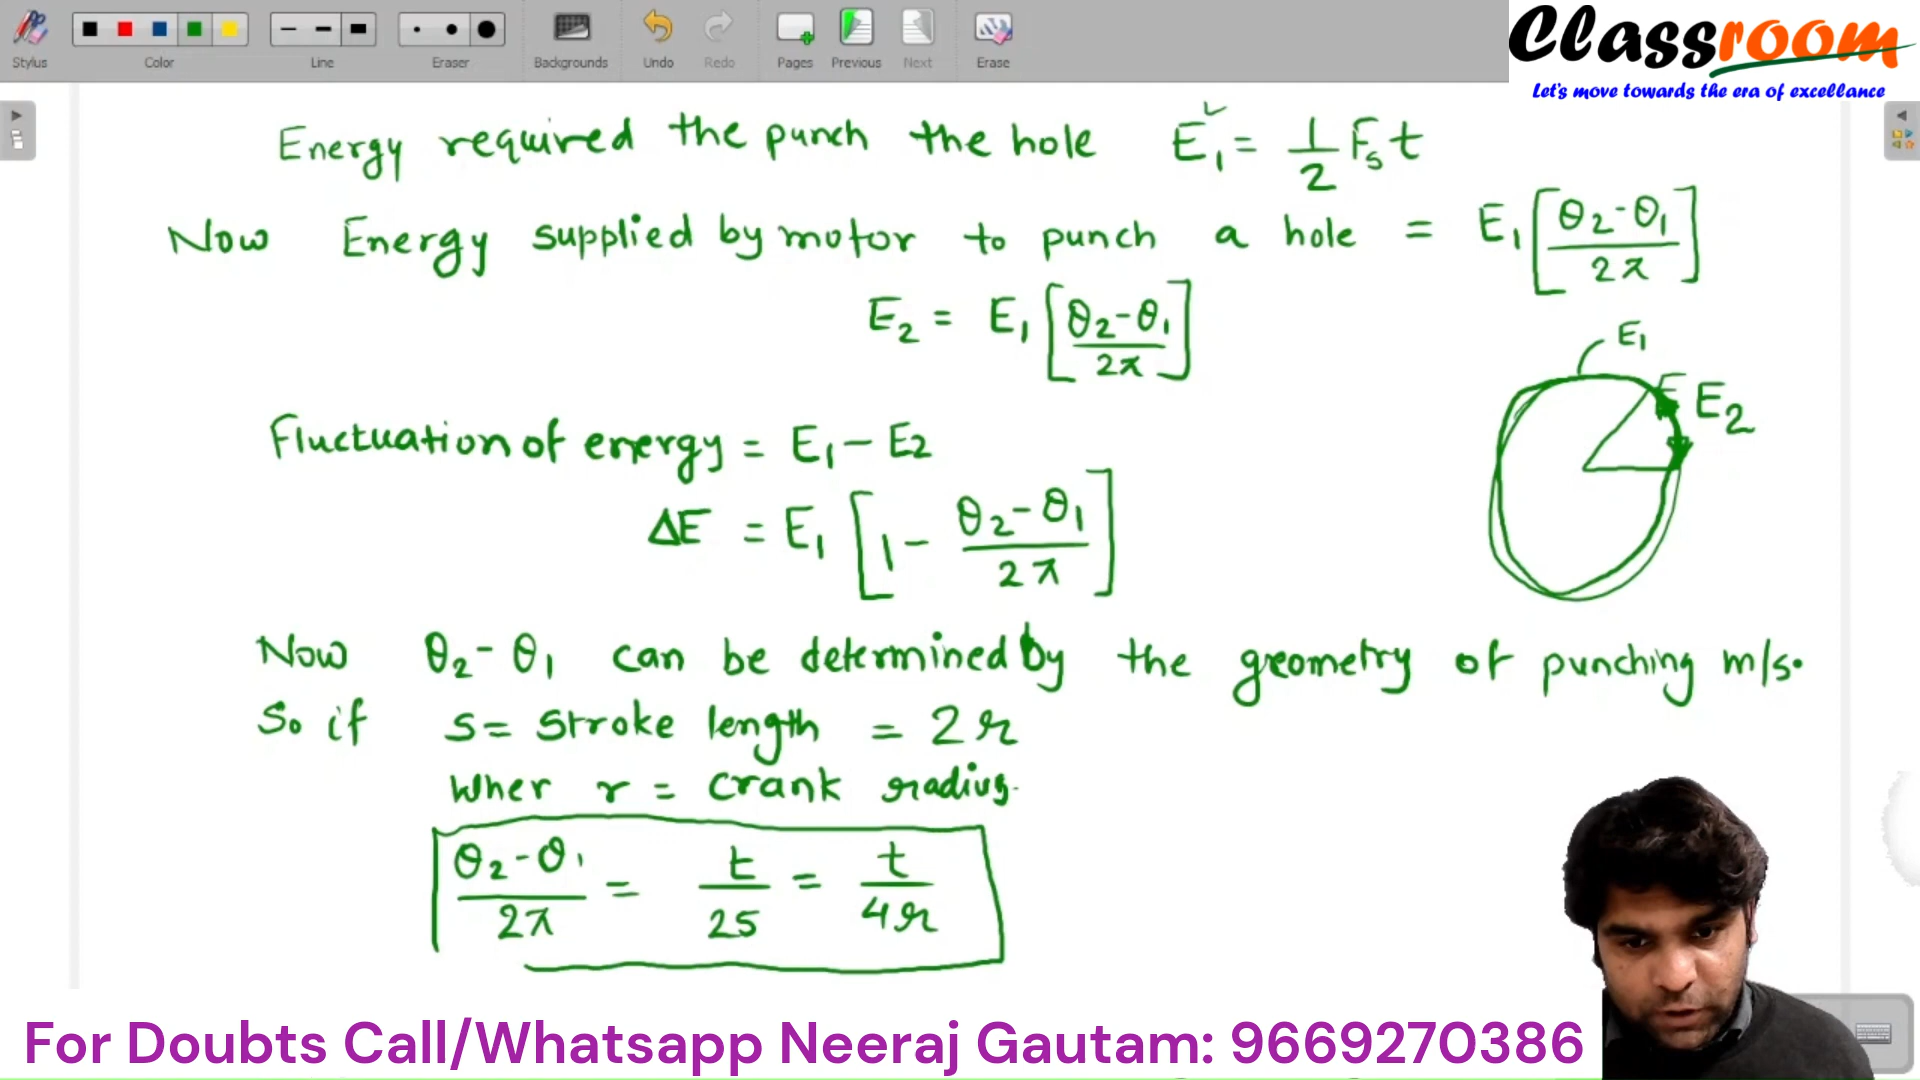 Stylus
Color
Line
Eraser
Backgrounds
Undo
Redo
Pages
Previous
Next
Erase
Classroom
Let's move towards the era of excellance
Energy required the punch the hole E₁ = 1/2 Fₛ t
Now Energy supplied by motor to punch a hole = E₁ [θ₂-θ₁/2π]
E₂ = E₁ [θ₂-θ₁/2π]
E₁
E₂
Fluctuation of energy = E₁ - E₂
ΔE = E₁ [1 - θ₂-θ₁/2π]
Now θ₂-θ₁ can be determined by the geometry of punching m/s.
So if s = Stroke length = 2r
Wher r = crank radius.
θ₂-θ₁/2π = t/2S = t/4r
For Doubts Call/Whatsapp Neeraj Gautam: 9669270386